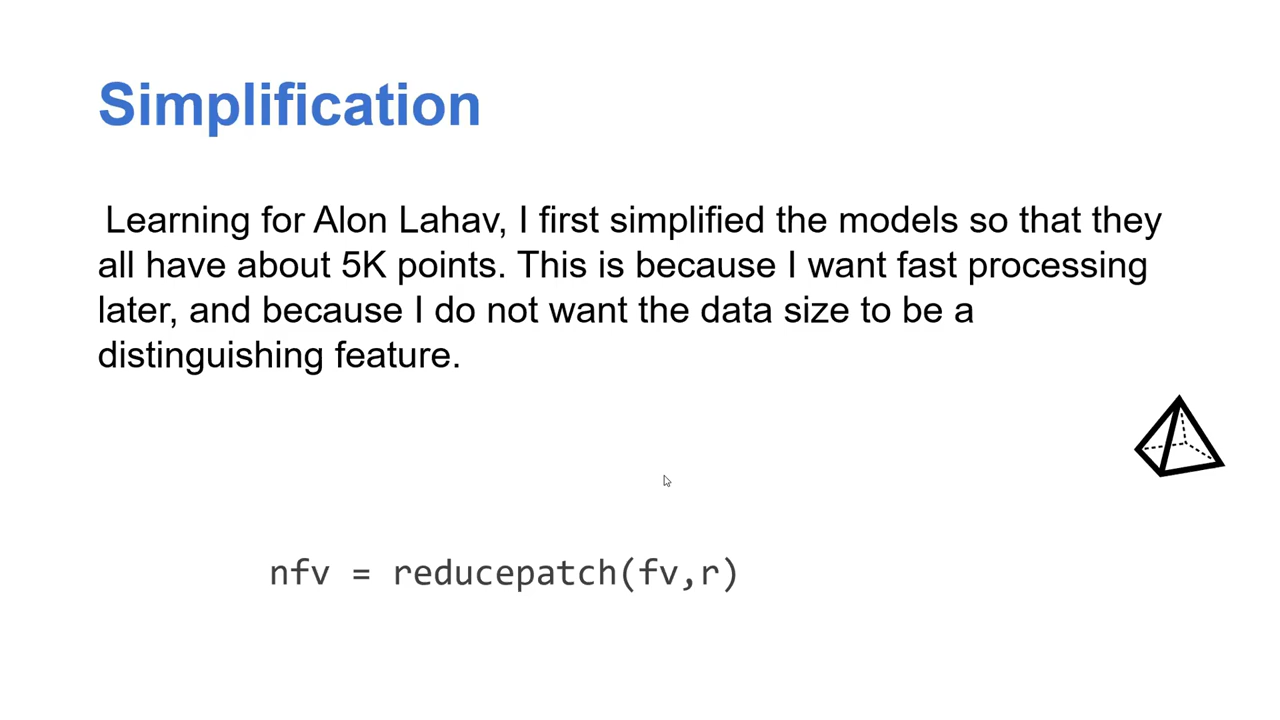 Simplification
Learning for Alon Lahav, I first simplified the models so that they
all have about 5K points. This is because I want fast processing
later, and because I do not want the data size to be a
distinguishing feature.
nfv = reducepatch(fv,r)